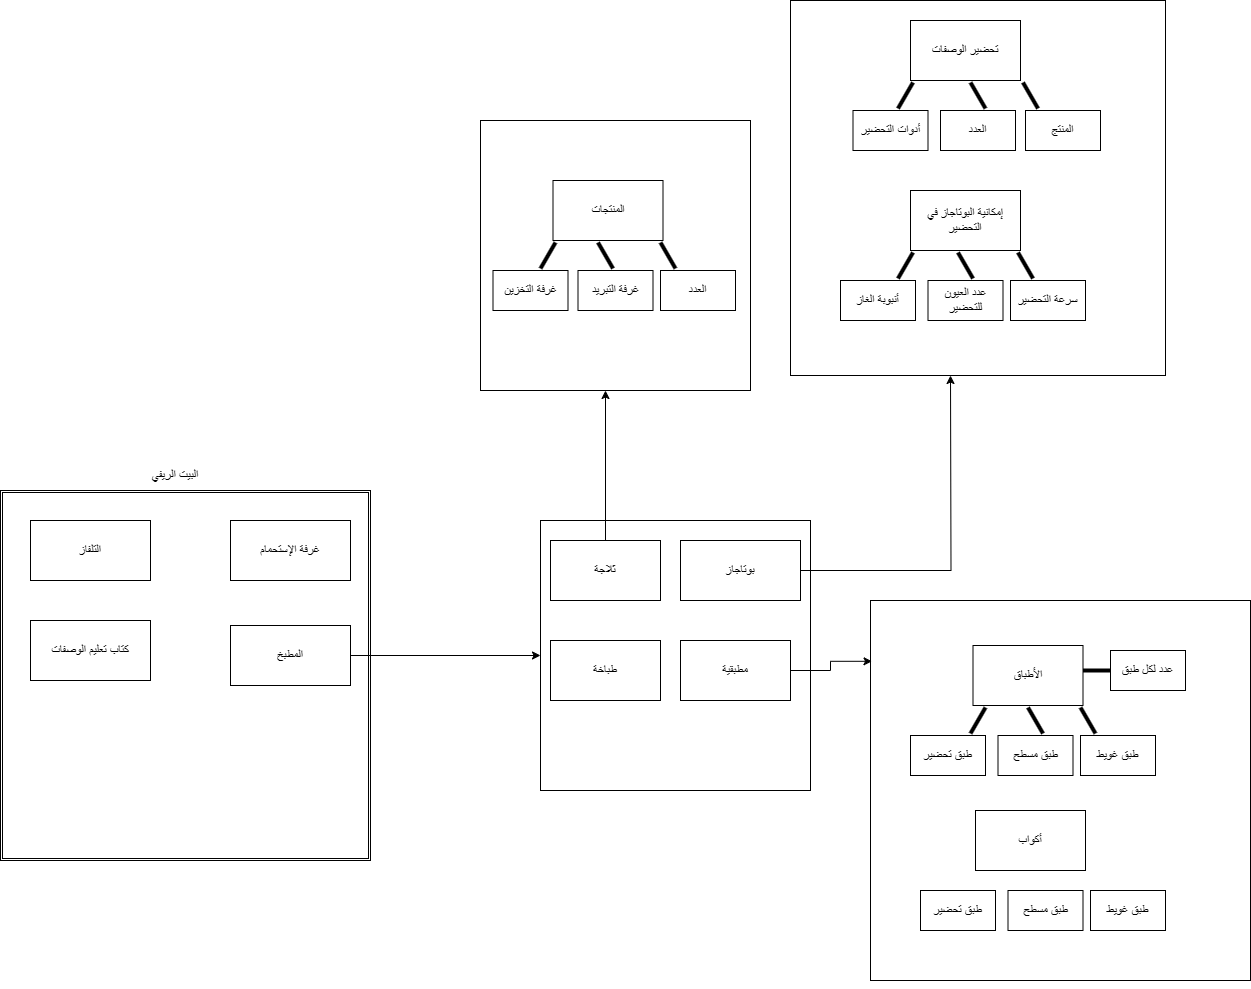 تحضير الوصفات
المنتج
العدد
أدوات التحضير
إمكانية البوتاجاز في
التحضير
سرعة التحضير
عدد العيون
للتحضير
أنبوبة الغاز
المنتجات
العدد
غرفة التبريد
غرفة التخزين
البيت الريفي
غرفة الإستحمام
التلفاز
المطبخ
كتاب تعليم الوصفات
بوتاجاز
ثلاجة
مطبقية
طباخة
عدد لكل طبق
الأطباق
طبق غويط
طبق مسطح
طبق تحضير
أكواب
طبق غويط
طبق مسطح
طبق تحضير